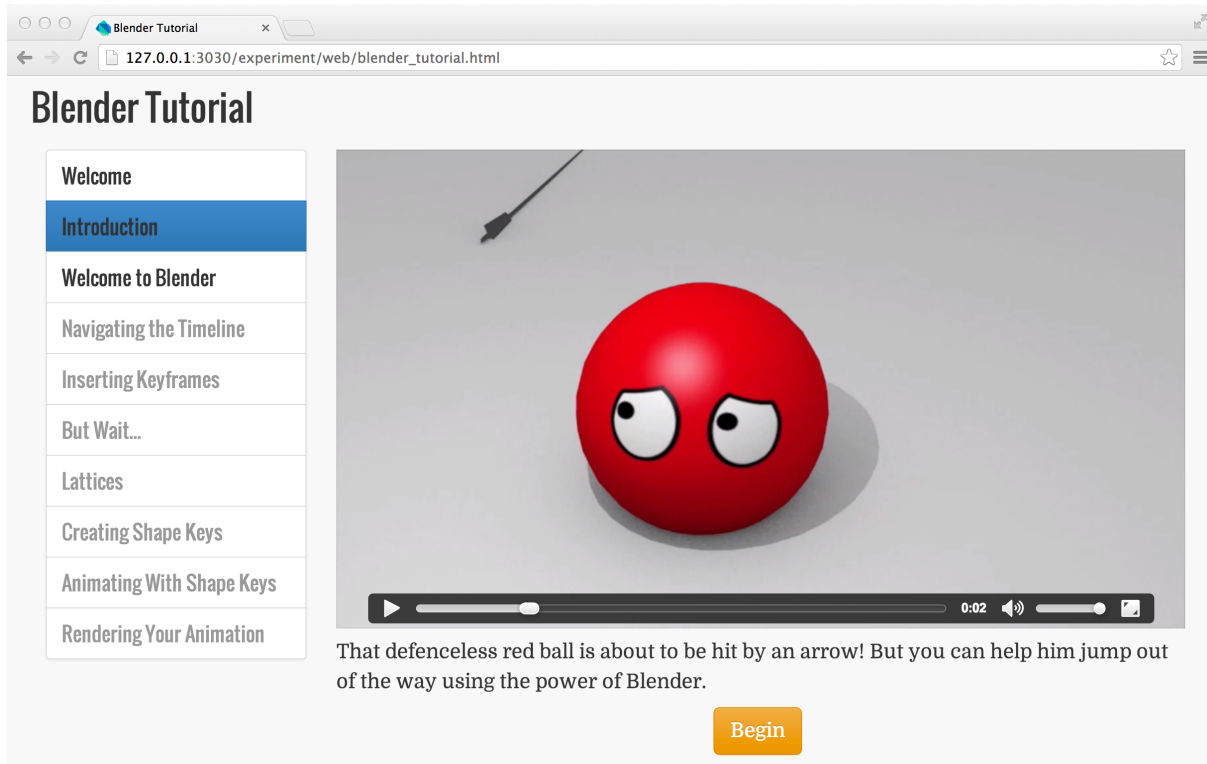 Blender Tutorial
127.0.0.1:3030/experiment/web/blender_tutorial.html
Blender Tutorial
Welcome
Introduction
Welcome to Blender
Navigating the Timeline
Inserting Keyframes
But Wait...
Lattices
Creating Shape Keys
Animating With Shape Keys
Rendering Your Animation
0:02
That defenceless red ball is about to be hit by an arrow! But you can help him jump out
of the way using the power of Blender.
Begin